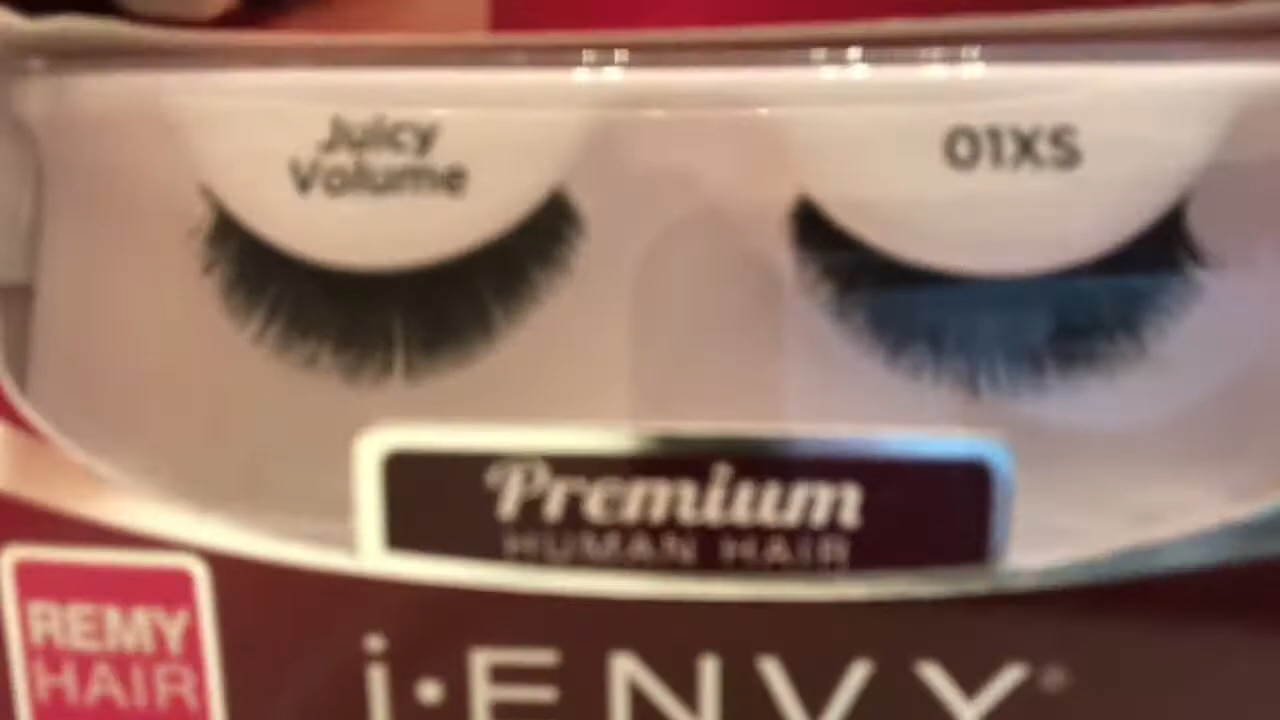 Juicy
Volume
01XS
Premium
HUMAN HAIR
REMY
HAIR
i·ENVY®